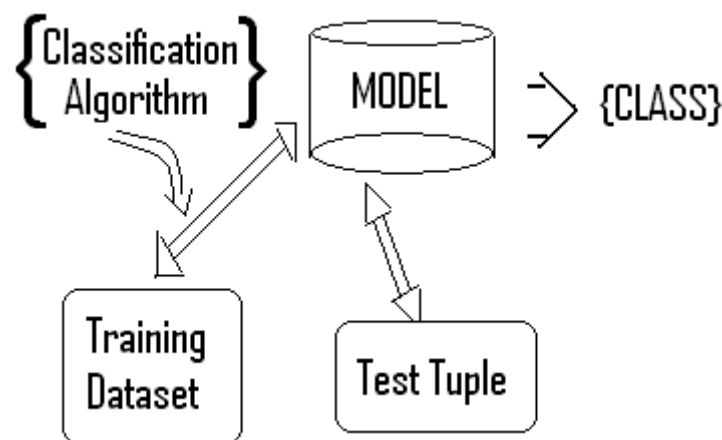 {Classification
Algorithm}
MODEL
{CLASS}
Training
Dataset
Test Tuple